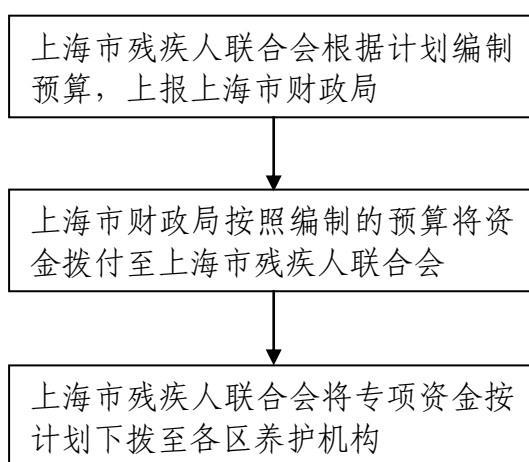 上海市残疾人联合会根据计划编制
预算，上报上海市财政局
上海市财政局按照编制的预算将资
金拨付至上海市残疾人联合会
上海市残疾人联合会将专项资金按
计划下拨至各区养护机构